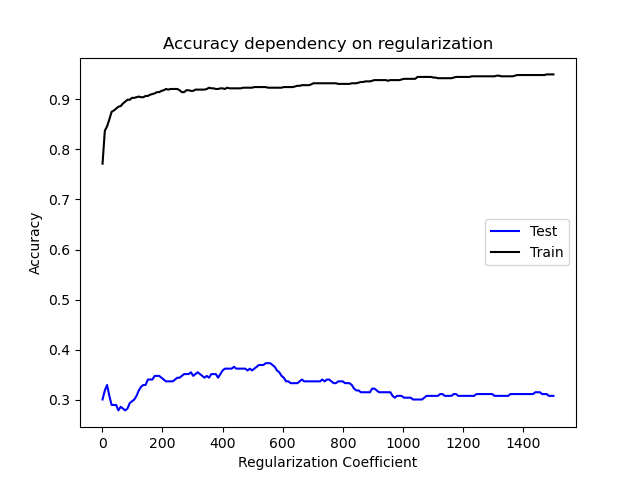 Accuracy dependency on regularization
Accuracy
0.9
0.8
0.7
0.6
0.5
0.4
0.3
Test
Train
0 200 400 600 800 1000 1200 1400
Regularization Coefficient